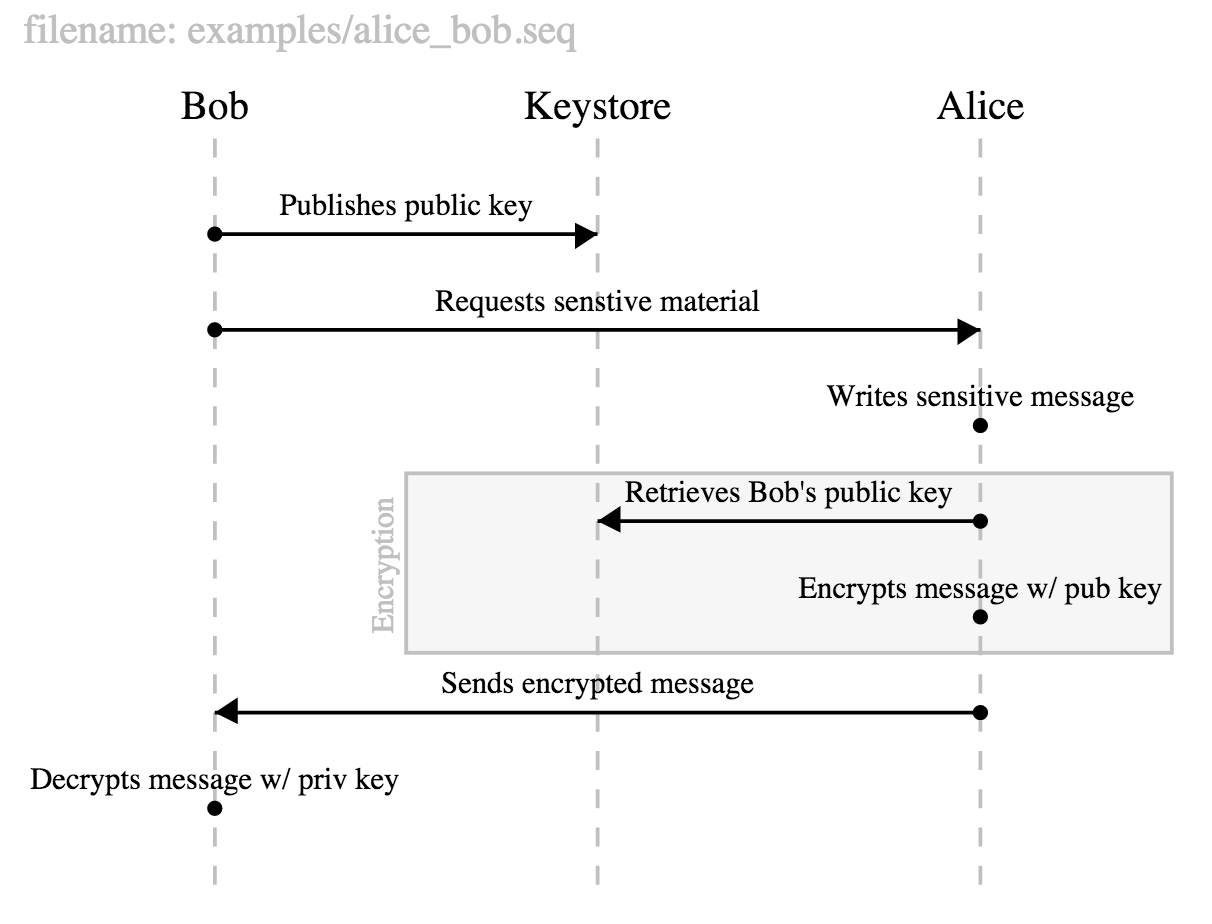 filename: examples/alice_bob.seq
Bob
Keystore
Alice
Publishes public key
Requests senstive material
Writes sensitive message
Encryption
Retrieves Bob's public key
Encrypts message w/ pub key
Sends encrypted message
Decrypts message w/ priv key